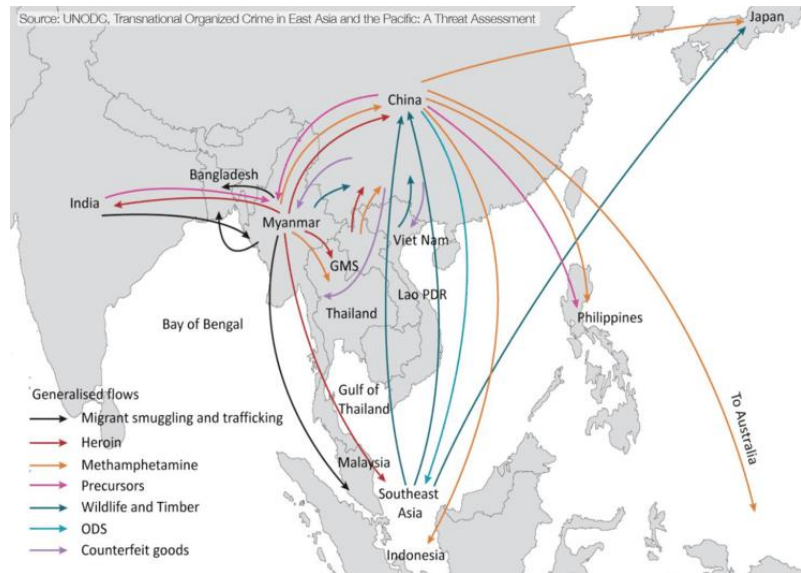 Source: UNODC, Transnational Organized Crime in East Asia and the Pacific: A Threat Assessment
Japan
China
Bangladesh
India
Myanmar
Viet Nam
GMS
Lao PDR
Thailand
Philippines
Bay of Bengal
Gulf of
Thailand
To Australia
Malaysia
Southeast
Asia
Indonesia
Generalised flows
Migrant smuggling and trafficking
Heroin
Methamphetamine
Precursors
Wildlife and Timber
ODS
Counterfeit goods